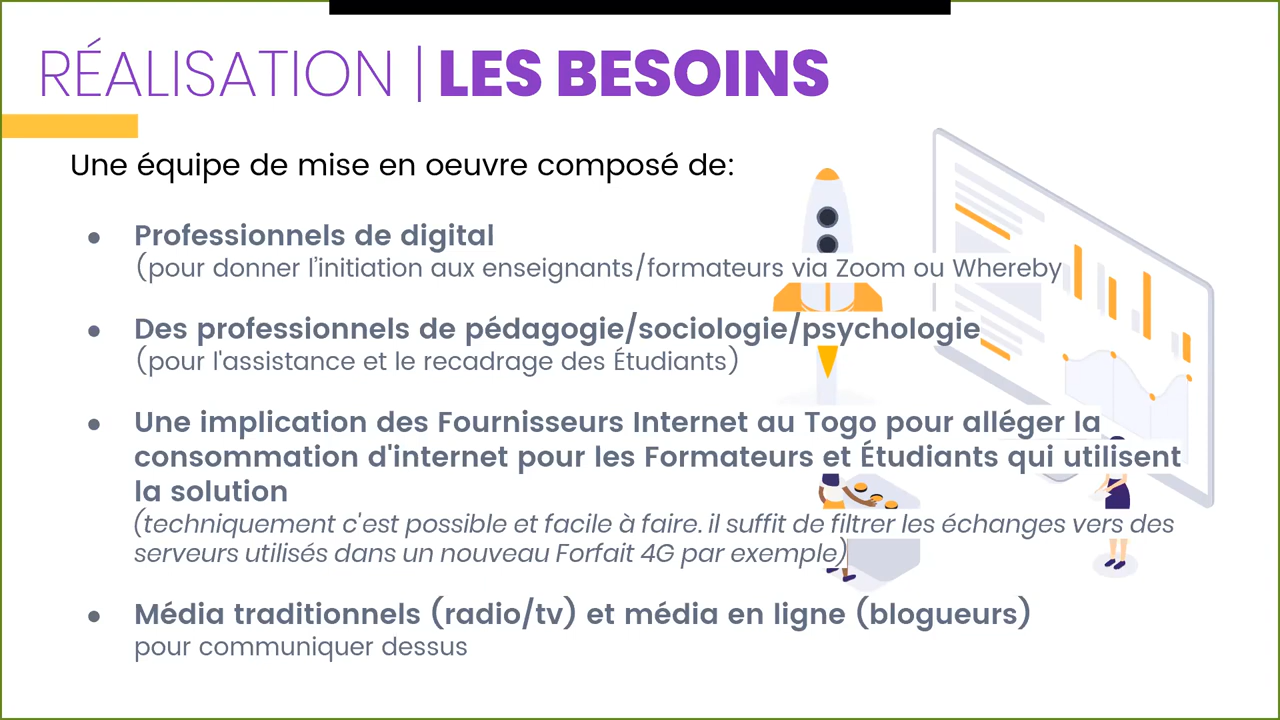 RÉALISATION | LES BESOINS
Une équipe de mise en oeuvre composé de:
● Professionnels de digital
(pour donner l’initiation aux enseignants/formateurs via Zoom ou Whereby
● Des professionnels de pédagogie/sociologie/psychologie
(pour l'assistance et le recadrage des Étudiants)
● Une implication des Fournisseurs Internet au Togo pour alléger la
consommation d'internet pour les Formateurs et Étudiants qui utilisent
la solution
(techniquement c'est possible et facile à faire. il suffit de filtrer les échanges vers des
serveurs utilisés dans un nouveau Forfait 4G par exemple)
● Média traditionnels (radio/tv) et média en ligne (blogueurs)
pour communiquer dessus